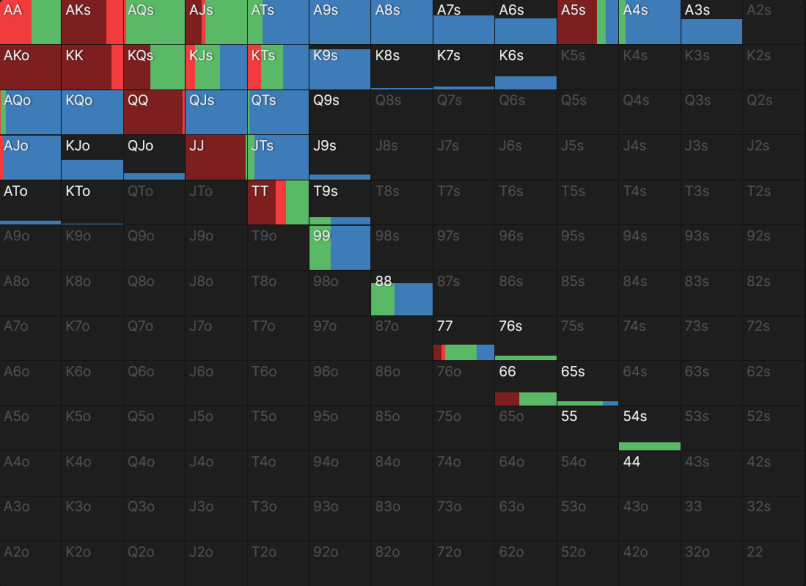 AA AKs AQs AJs ATs A9s A8s A7s A6s A5s A4s A3s A2s
AKo KK KQs KJs KTs K9s K8s K7s K6s K5s K4s K3s K2s
AQo KQo QQ QJs QTs Q9s Q8s Q7s Q6s Q5s Q4s Q3s Q2s
AJo KJo QJo JJ JTs J9s J8s J7s J6s J5s J4s J3s J2s
ATo KTo QTo JTo TT T9s T8s T7s T6s T5s T4s T3s T2s
A9o K9o Q9o J9o T9o 99 98s 97s 96s 95s 94s 93s 92s
A8o K8o Q8o J8o T8o 98o 88 87s 86s 85s 84s 83s 82s
A7o K7o Q7o J7o T7o 97o 87o 77 76s 75s 74s 73s 72s
A6o K6o Q6o J6o T6o 96o 86o 76o 66 65s 64s 63s 62s
A5o K5o Q5o J5o T5o 95o 85o 75o 65o 55 54s 53s 52s
A4o K4o Q4o J4o T4o 94o 84o 74o 64o 54o 44 43s 42s
A3o K3o Q3o J3o T3o 93o 83o 73o 63o 53o 43o 33 32s
A2o K2o Q2o J2o T2o 92o 82o 72o 62o 52o 42o 32o 22